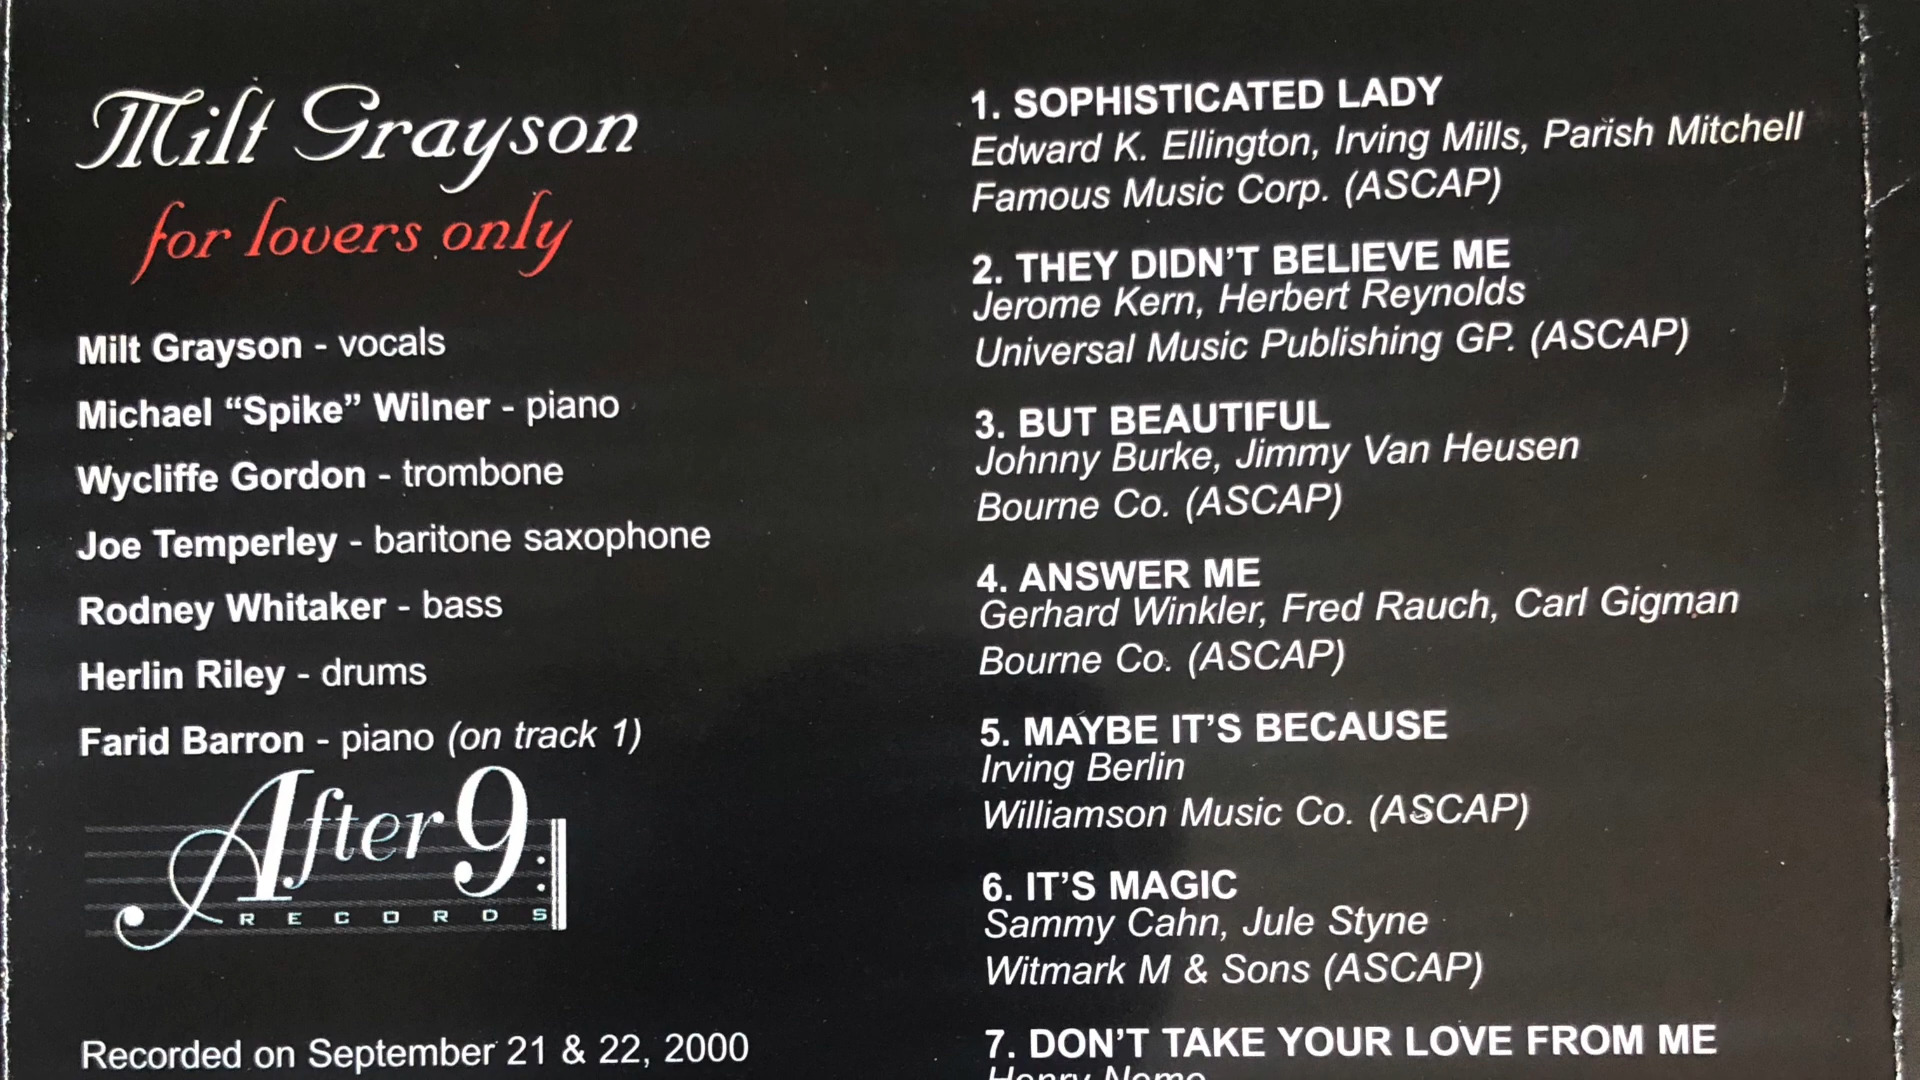 Milt Grayson
for lovers only
Milt Grayson - vocals
Michael “Spike” Wilner - piano
Wycliffe Gordon - trombone
Joe Temperley - baritone saxophone
Rodney Whitaker - bass
Herlin Riley - drums
Farid Barron - piano (on track 1)
After 9
RECORDS
Recorded on September 21 & 22, 2000
1. SOPHISTICATED LADY
Edward K. Ellington, Irving Mills, Parish Mitchell
Famous Music Corp. (ASCAP)
2. THEY DIDN’T BELIEVE ME
Jerome Kern, Herbert Reynolds
Universal Music Publishing GP. (ASCAP)
3. BUT BEAUTIFUL
Johnny Burke, Jimmy Van Heusen
Bourne Co. (ASCAP)
4. ANSWER ME
Gerhard Winkler, Fred Rauch, Carl Gigman
Bourne Co. (ASCAP)
5. MAYBE IT’S BECAUSE
Irving Berlin
Williamson Music Co. (ASCAP)
6. IT’S MAGIC
Sammy Cahn, Jule Styne
Witmark M & Sons (ASCAP)
7. DON’T TAKE YOUR LOVE FROM ME
Henry Nemo